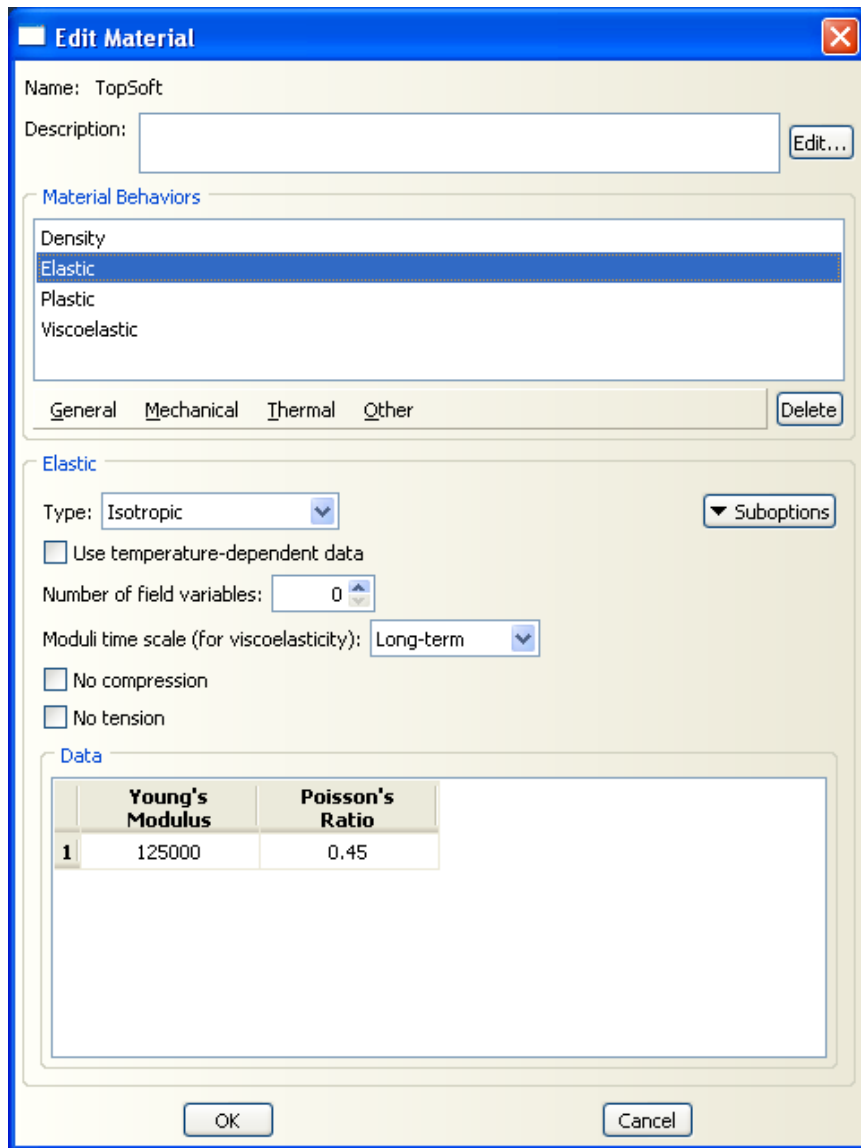 Edit Material
Name: TopSoft
Description:
Edit...
Material Behaviors
Density
Elastic
Plastic
Viscoelastic
General Mechanical Thermal Other Delete
Elastic
Type: Isotropic Suboptions
Use temperature-dependent data
Number of field variables: 0
Moduli time scale (for viscoelasticity): Long-term
No compression
No tension
Data
Young's Poisson's
Modulus Ratio
1 125000 0.45
OK Cancel